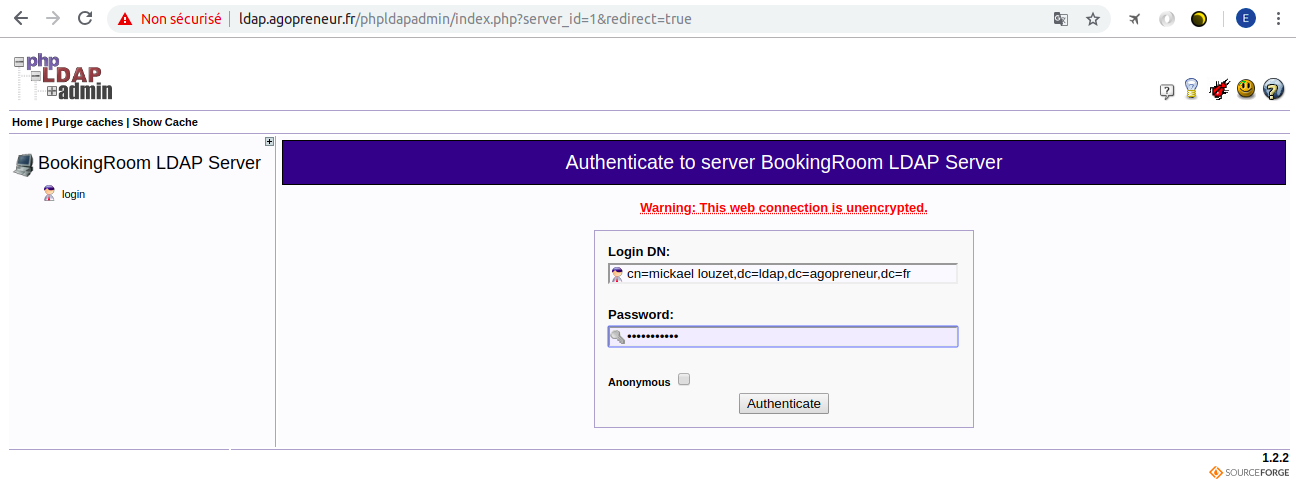 Non sécurisé | ldap.agopreneur.fr/phpldapadmin/index.php?server_id=1&redirect=true
E
php
LDAP
admin
Home | Purge caches | Show Cache
BookingRoom LDAP Server
login
Authenticate to server BookingRoom LDAP Server
Warning: This web connection is unencrypted.
Login DN:
cn=mickael louzet,dc=ldap,dc=agopreneur,dc=fr
Password:
•••••••••••
Anonymous
Authenticate
1.2.2
SOURCEFORGE